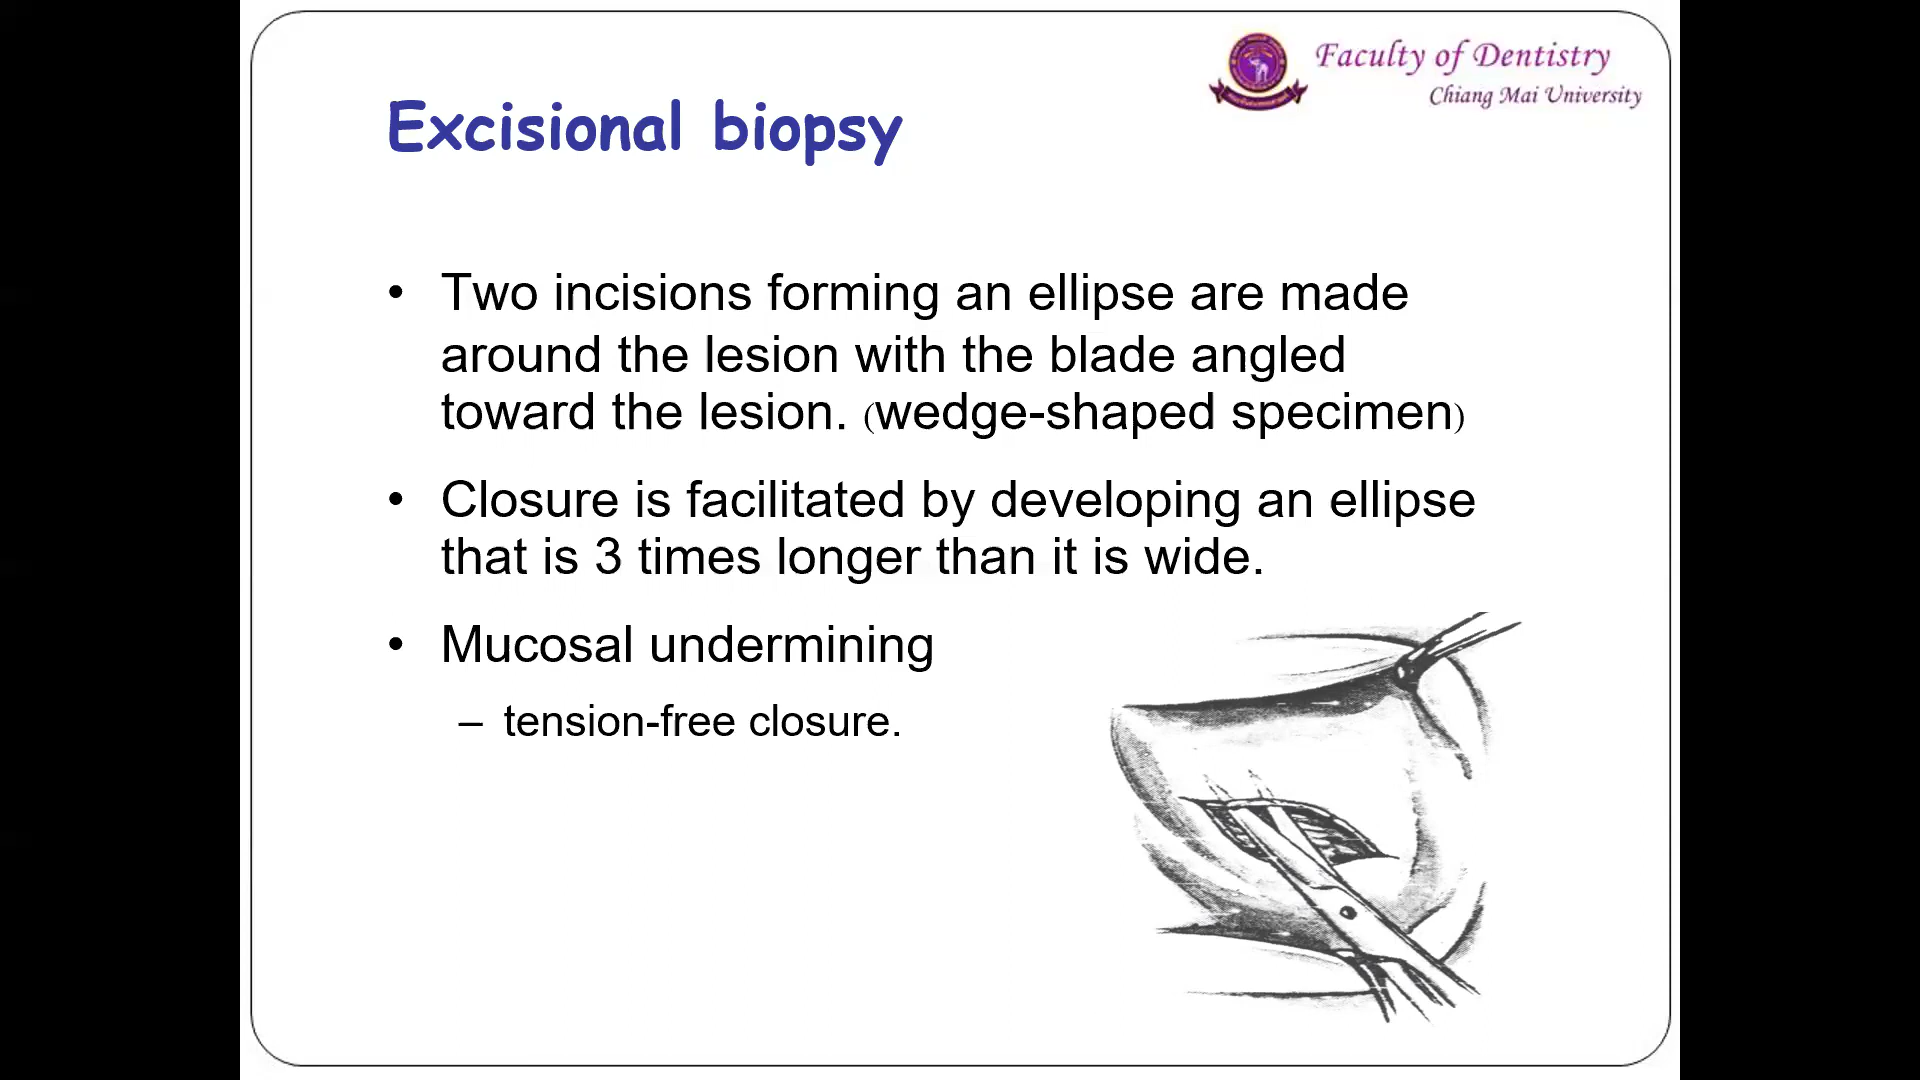 Faculty of Dentistry
Chiang Mai University
Excisional biopsy
• Two incisions forming an ellipse are made
around the lesion with the blade angled
toward the lesion. (wedge-shaped specimen)
• Closure is facilitated by developing an ellipse
that is 3 times longer than it is wide.
• Mucosal undermining
– tension-free closure.